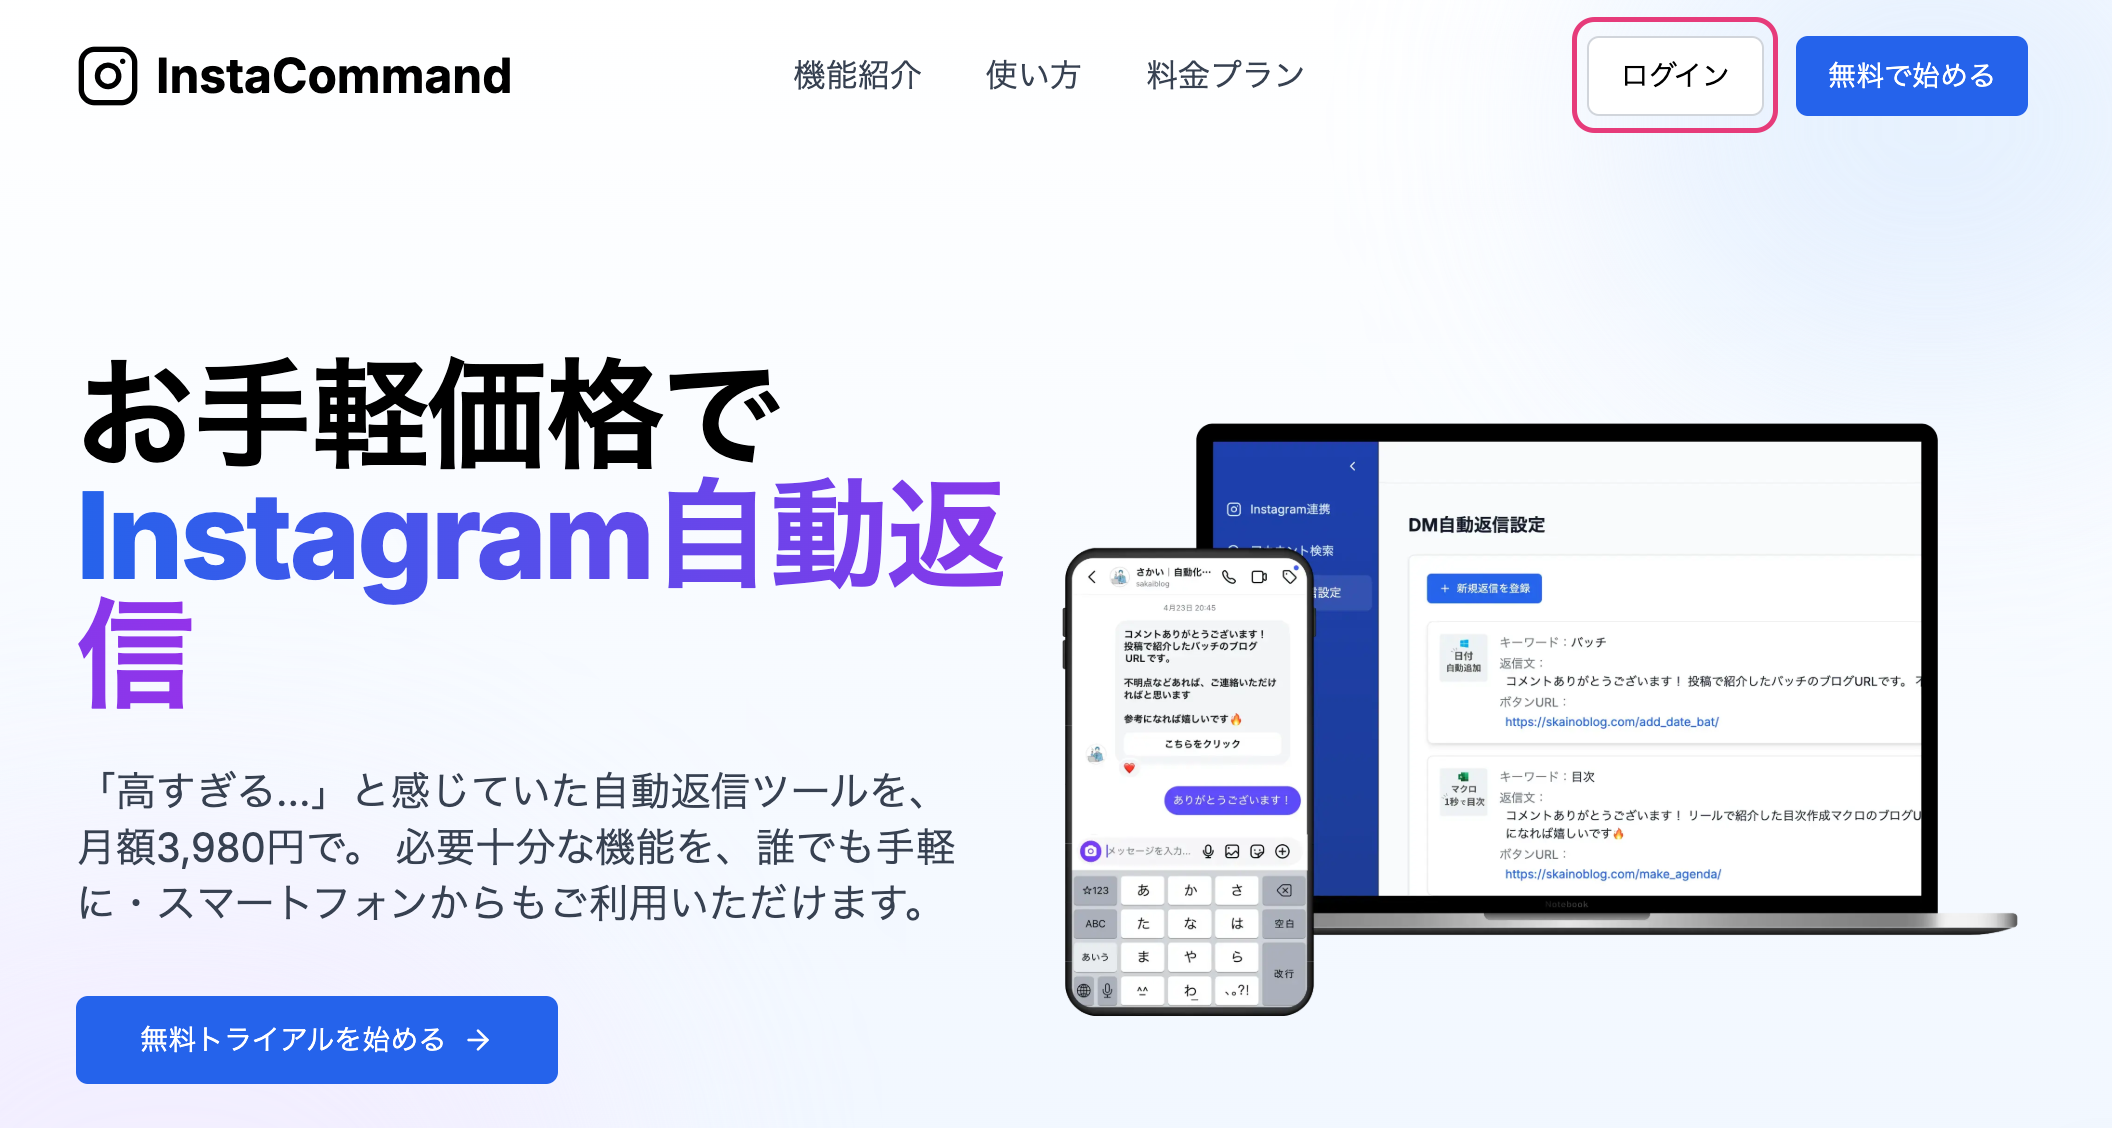 InstaCommand
機能紹介
使い方
料金プラン
ログイン
無料で始める
お手軽価格で
Instagram自動返
信
「高すぎる...」と感じていた自動返信ツールを、
月額3,980円で。 必要十分な機能を、誰でも手軽
に・スマートフォンからもご利用いただけます。
無料トライアルを始める →
さかい｜自動化…
sakaiblog
4月23日 20:45
コメントありがとうございます！
投稿で紹介したバッチのブログ
URLです。
不明点などあれば、ご連絡いただけ
ればと思います
参考になれば嬉しいです🔥
こちらをクリック
❤️
ありがとうございます！
メッセージを入力...
☆123 あ か さ
ABC た な は 空白
あいう ま や ら 改行
^^ わ 、。?!
Instagram連携
ト検索
設定
DM自動返信設定
＋ 新規返信を登録
日付
自動追加
キーワード：バッチ
返信文：
コメントありがとうございます！ 投稿で紹介したバッチのブログURLです。
ボタンURL：
https://skainoblog.com/add_date_bat/
マクロ
1秒で目次
キーワード：目次
返信文：
コメントありがとうございます！ リールで紹介した目次作成マクロのブログU
になれば嬉しいです🔥
ボタンURL：
https://skainoblog.com/make_agenda/
Notebook